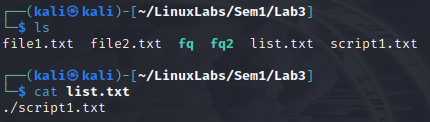 ┌──(kali㉿kali)-[~/LinuxLabs/Sem1/Lab3]
└─$ ls
file1.txt  file2.txt  fq  fq2  list.txt  script1.txt
┌──(kali㉿kali)-[~/LinuxLabs/Sem1/Lab3]
└─$ cat list.txt
./script1.txt